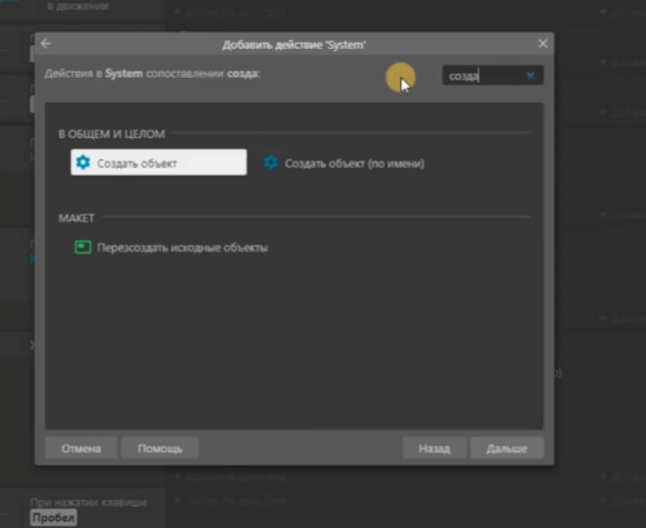 в движении
Добавить действие 'System'
Действия в System сопоставлении созда:
созда
В ОБЩЕМ И ЦЕЛОМ
Создать объект
Создать объект (по имени)
МАКЕТ
Перезсоздать исходные объекты
Отмена
Помощь
Назад
Дальше
При нажатии клавиши
Пробел